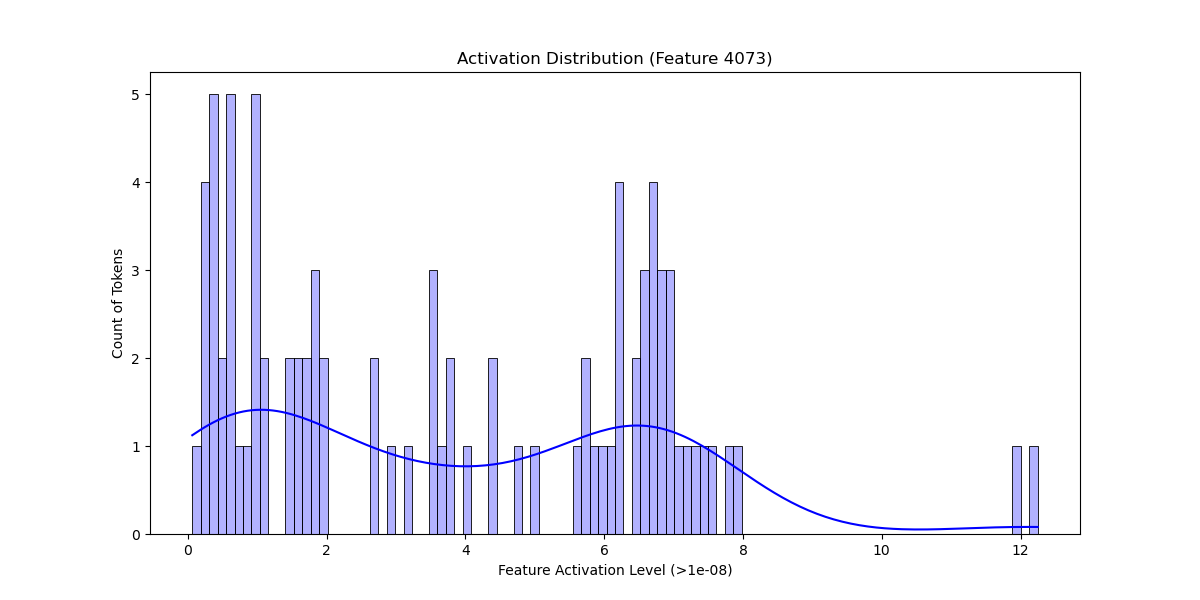 Activation Distribution (Feature 4073)
Count of Tokens
5
4
3
2
1
0
0 2 4 6 8 10 12
Feature Activation Level (>1e-08)